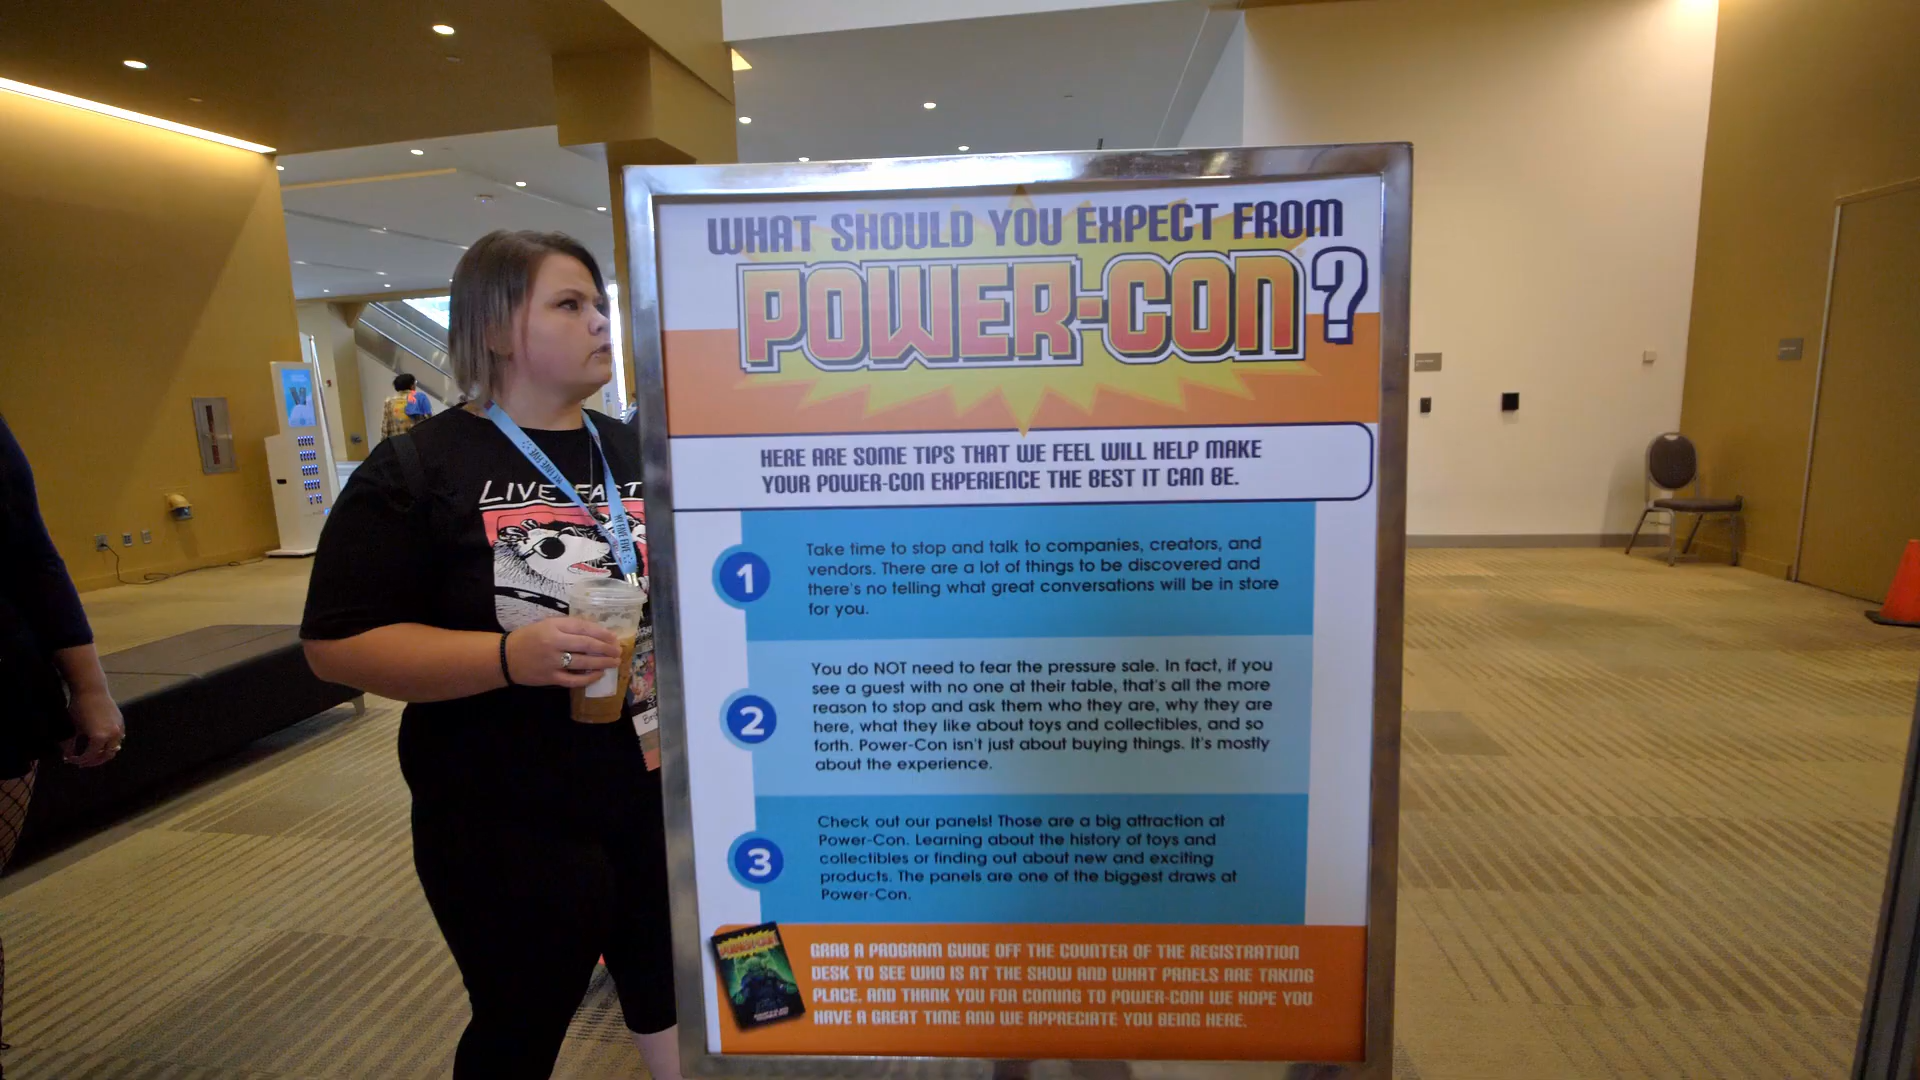 WHAT SHOULD YOU EXPECT FROM
POWER-CON?
HERE ARE SOME TIPS THAT WE FEEL WILL HELP MAKE
YOUR POWER-CON EXPERIENCE THE BEST IT CAN BE.
1
Take time to stop and talk to companies, creators, and
vendors. There are a lot of things to be discovered and
there's no telling what great conversations will be in store
for you.
2
You do NOT need to fear the pressure sale. In fact, if you
see a guest with no one at their table, that's all the more
reason to stop and ask them who they are, why they are
here, what they like about toys and collectibles, and so
forth. Power-Con isn't just about buying things. It's mostly
about the experience.
3
Check out our panels! Those are a big attraction at
Power-Con. Learning about the history of toys and
collectibles or finding out about new and exciting
products. The panels are one of the biggest draws at
Power-Con.
POWER-CON
GRAB A PROGRAM GUIDE OFF THE COUNTER OF THE REGISTRATION
DESK TO SEE WHO IS AT THE SHOW AND WHAT PANELS ARE TAKING
PLACE. AND THANK YOU FOR COMING TO POWER-CON! WE HOPE YOU
HAVE A GREAT TIME AND WE APPRECIATE YOU BEING HERE.
LIVE FAST
MY FAVE FIVE
MY FAVE FIVE